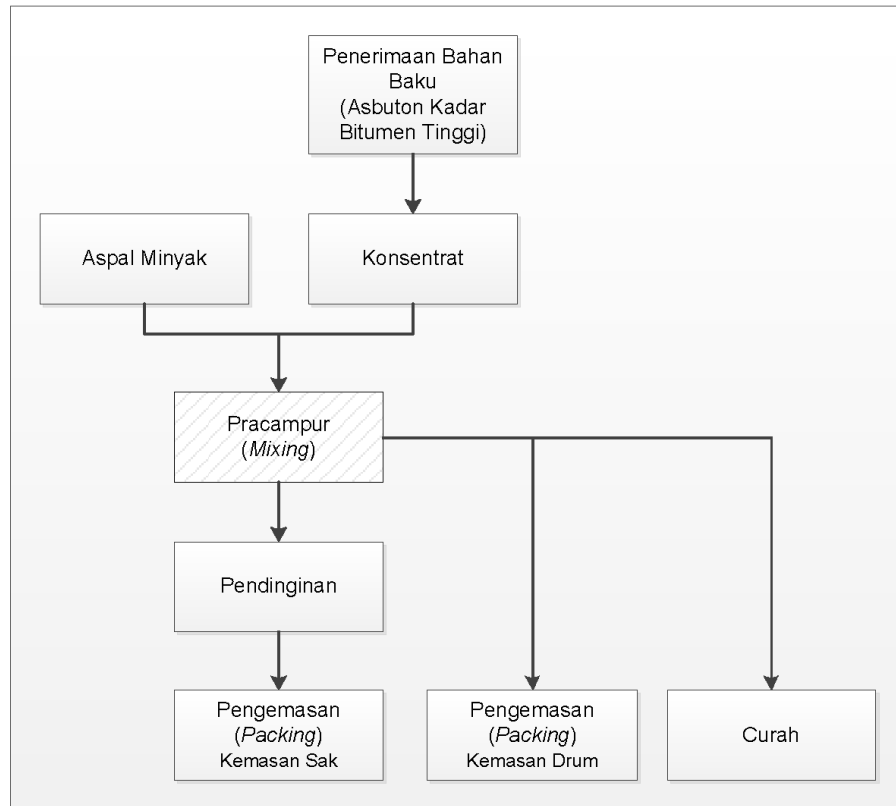 Penerimaan Bahan
Baku
(Asbuton Kadar
Bitumen Tinggi)
Aspal Minyak
Konsentrat
Pracampur
(Mixing)
Pendinginan
Pengemasan
(Packing)
Kemasan Sak
Pengemasan
(Packing)
Kemasan Drum
Curah